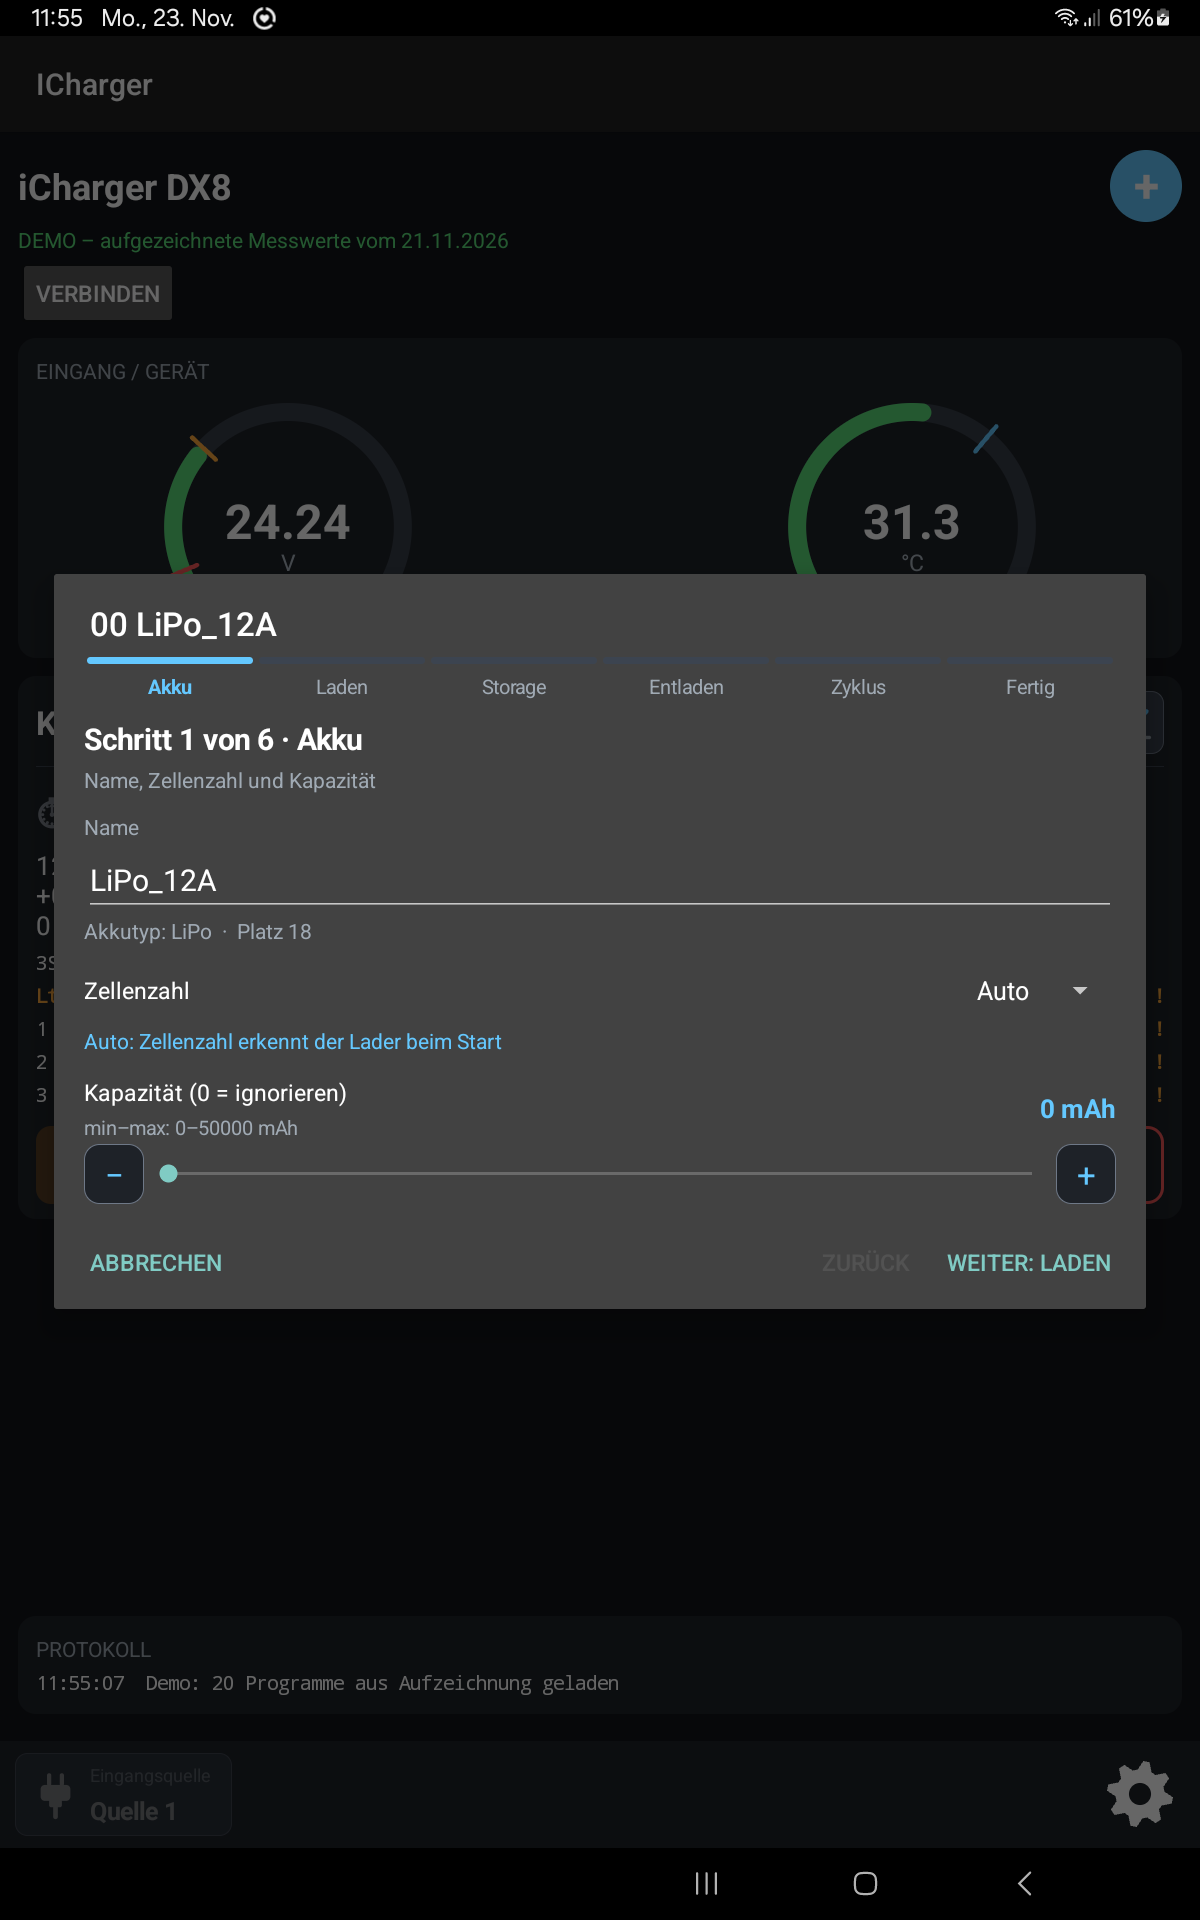 11:55 Mo., 23. Nov. 61%
ICharger
iCharger DX8
DEMO – aufgezeichnete Messwerte vom 21.11.2026
VERBINDEN
EINGANG / GERÄT
24.24
V
31.3
°C
00 LiPo_12A
Akku Laden Storage Entladen Zyklus Fertig
Schritt 1 von 6 · Akku
Name, Zellenzahl und Kapazität
Name
LiPo_12A
Akkutyp: LiPo · Platz 18
Zellenzahl Auto
Auto: Zellenzahl erkennt der Lader beim Start
Kapazität (0 = ignorieren)
0 mAh
min–max: 0–50000 mAh
− +
ABBRECHEN ZURÜCK WEITER: LADEN
0
1 !
2 !
3 !
PROTOKOLL
11:55:07 Demo: 20 Programme aus Aufzeichnung geladen
Eingangsquelle
Quelle 1